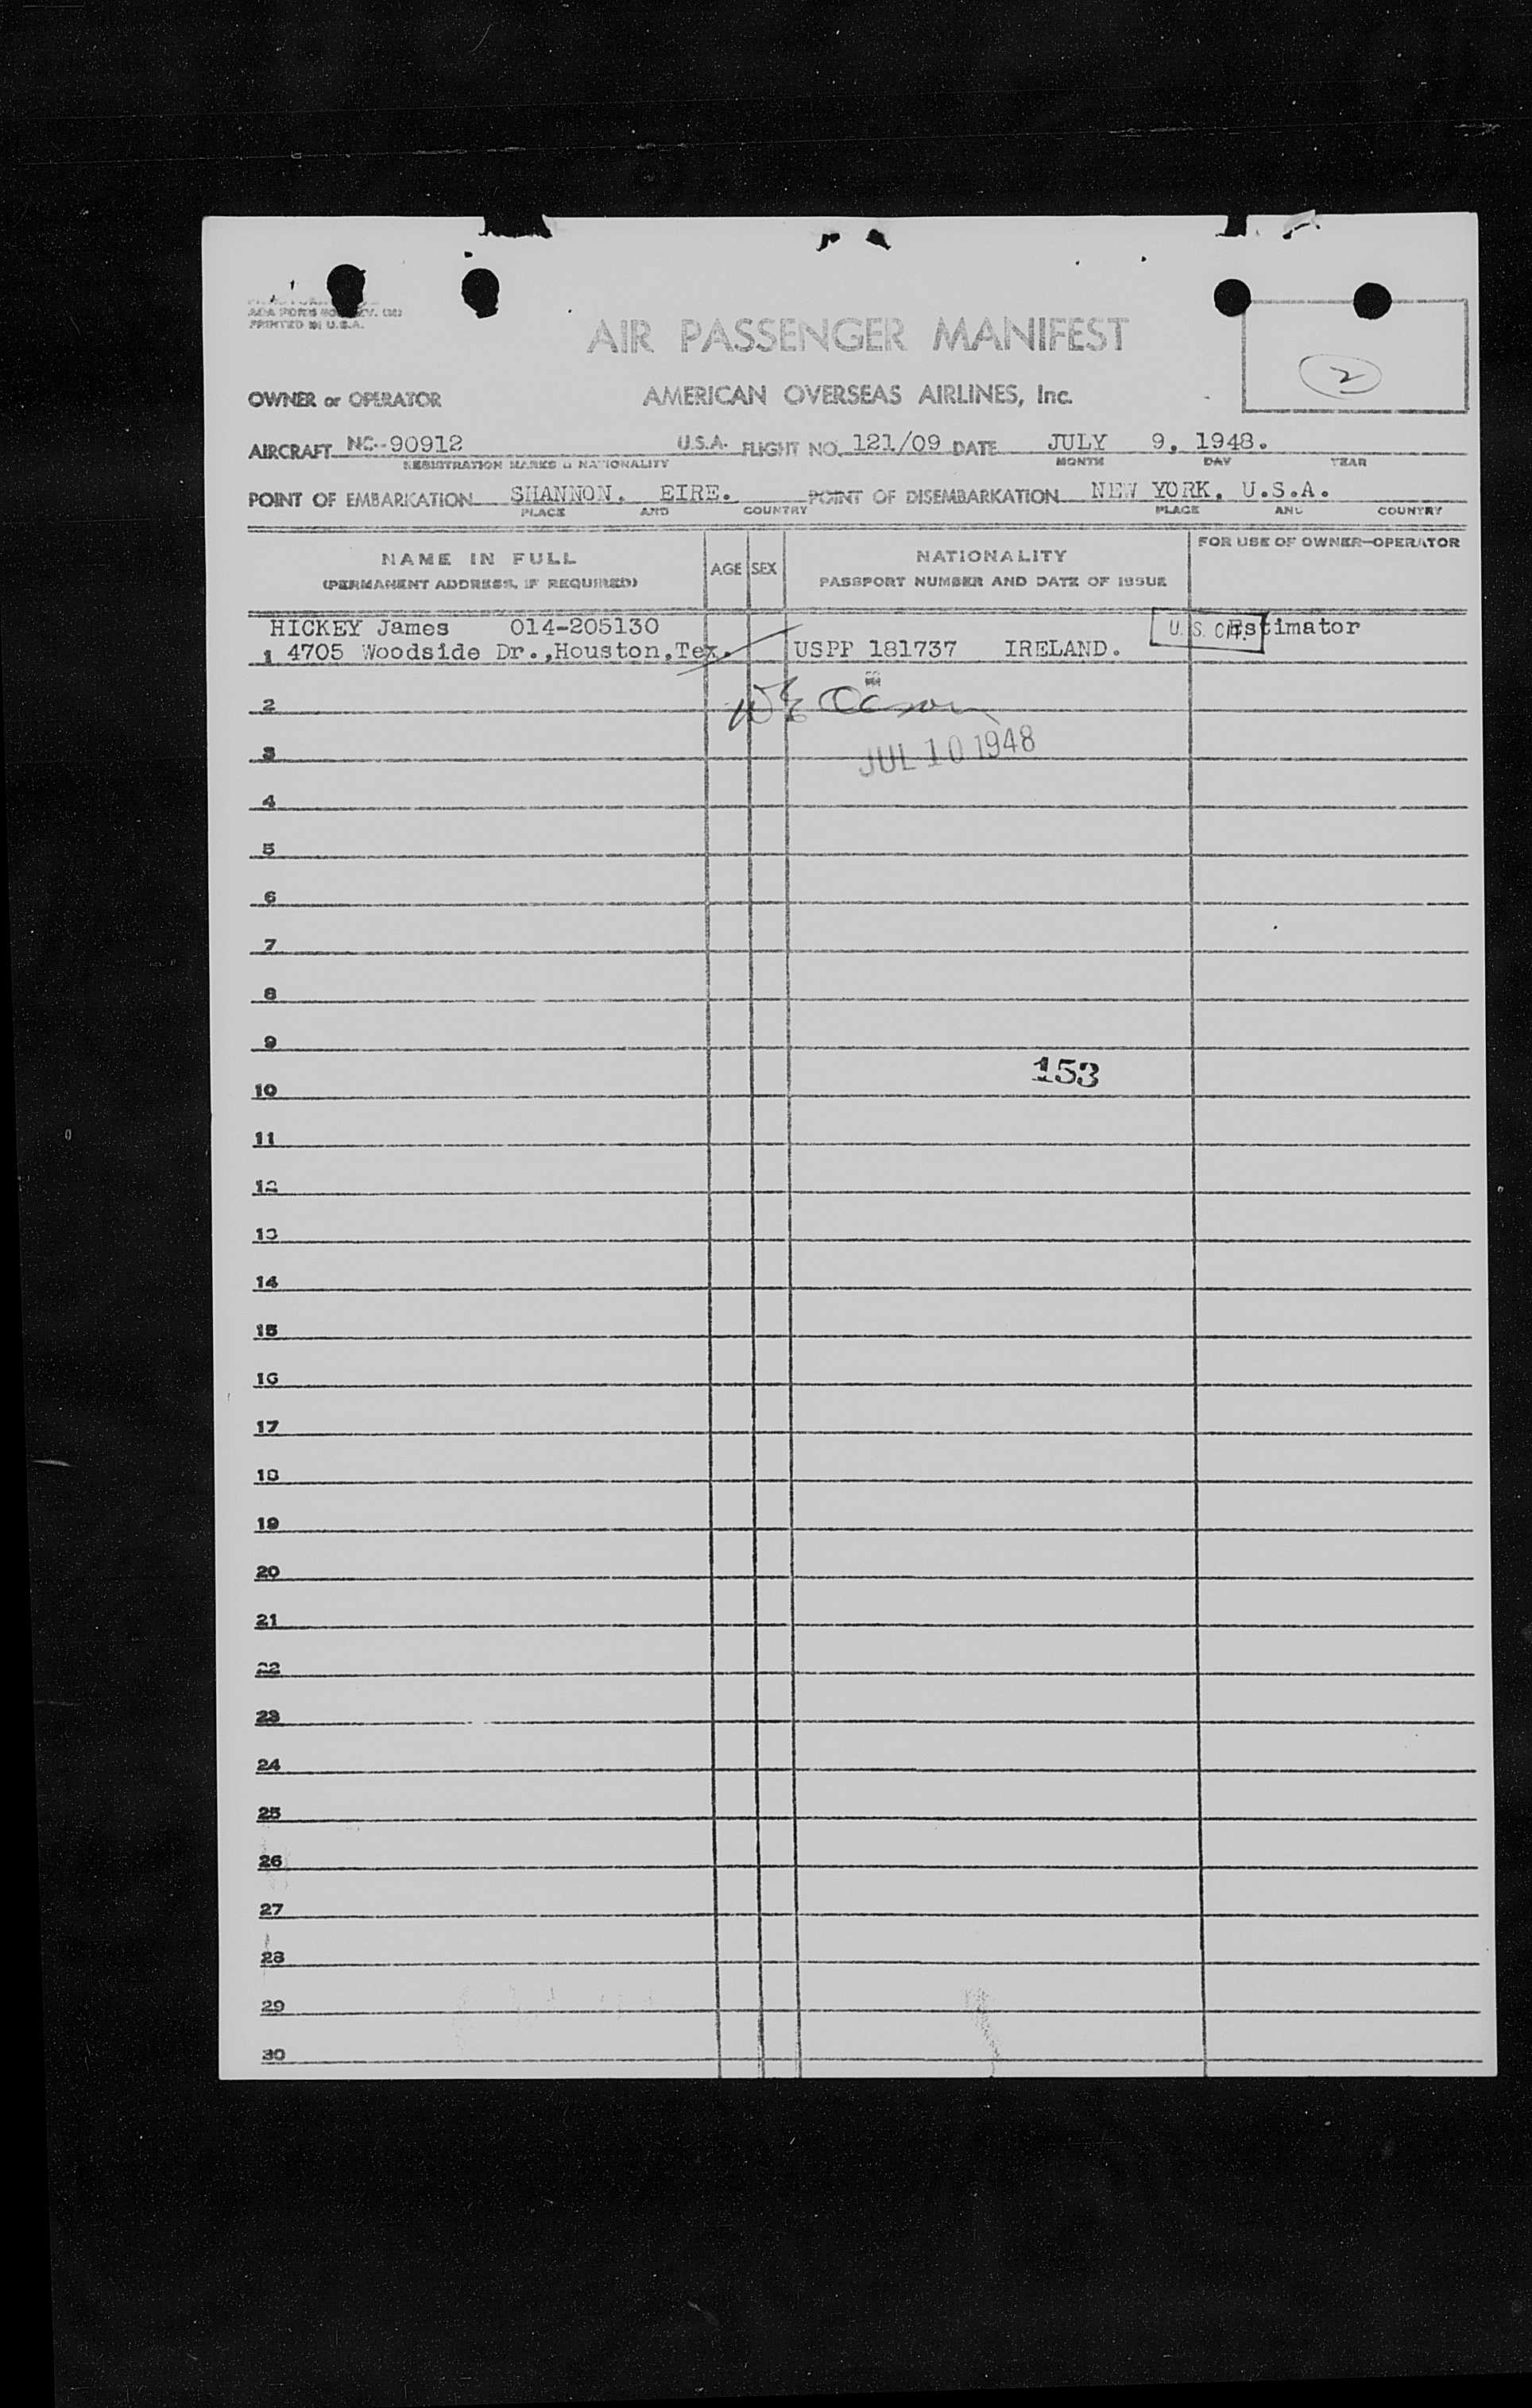 PRINTED IN U.S.A.
AIR PASSENGER MANIFEST
2
OWNER or OPERATOR AMERICAN OVERSEAS AIRLINES, Inc.
AIRCRAFT NC-90912 U.S.A. FLIGHT NO. 121/09 DATE JULY 9, 1948.
REGISTRATION MARKS & NATIONALITY MONTH DAY YEAR
POINT OF EMBARKATION SHANNON, EIRE. POINT OF DISEMBARKATION NEW YORK, U.S.A.
PLACE AND COUNTRY PLACE AND COUNTRY
NAME IN FULL
(PERMANENT ADDRESS, IF REQUIRED)
AGE SEX
NATIONALITY
PASSPORT NUMBER AND DATE OF ISSUE
FOR USE OF OWNER-OPERATOR
HICKEY James 014-205130 U.S. CIT. Estimator
1 4705 Woodside Dr.,Houston,Tex. USPP 181737 IRELAND.
2
JUL 10 1948
3
4
5
6
7
8
9
153
10
11
12
13
14
15
16
17
18
19
20
21
22
23
24
25
26
27
28
29
30